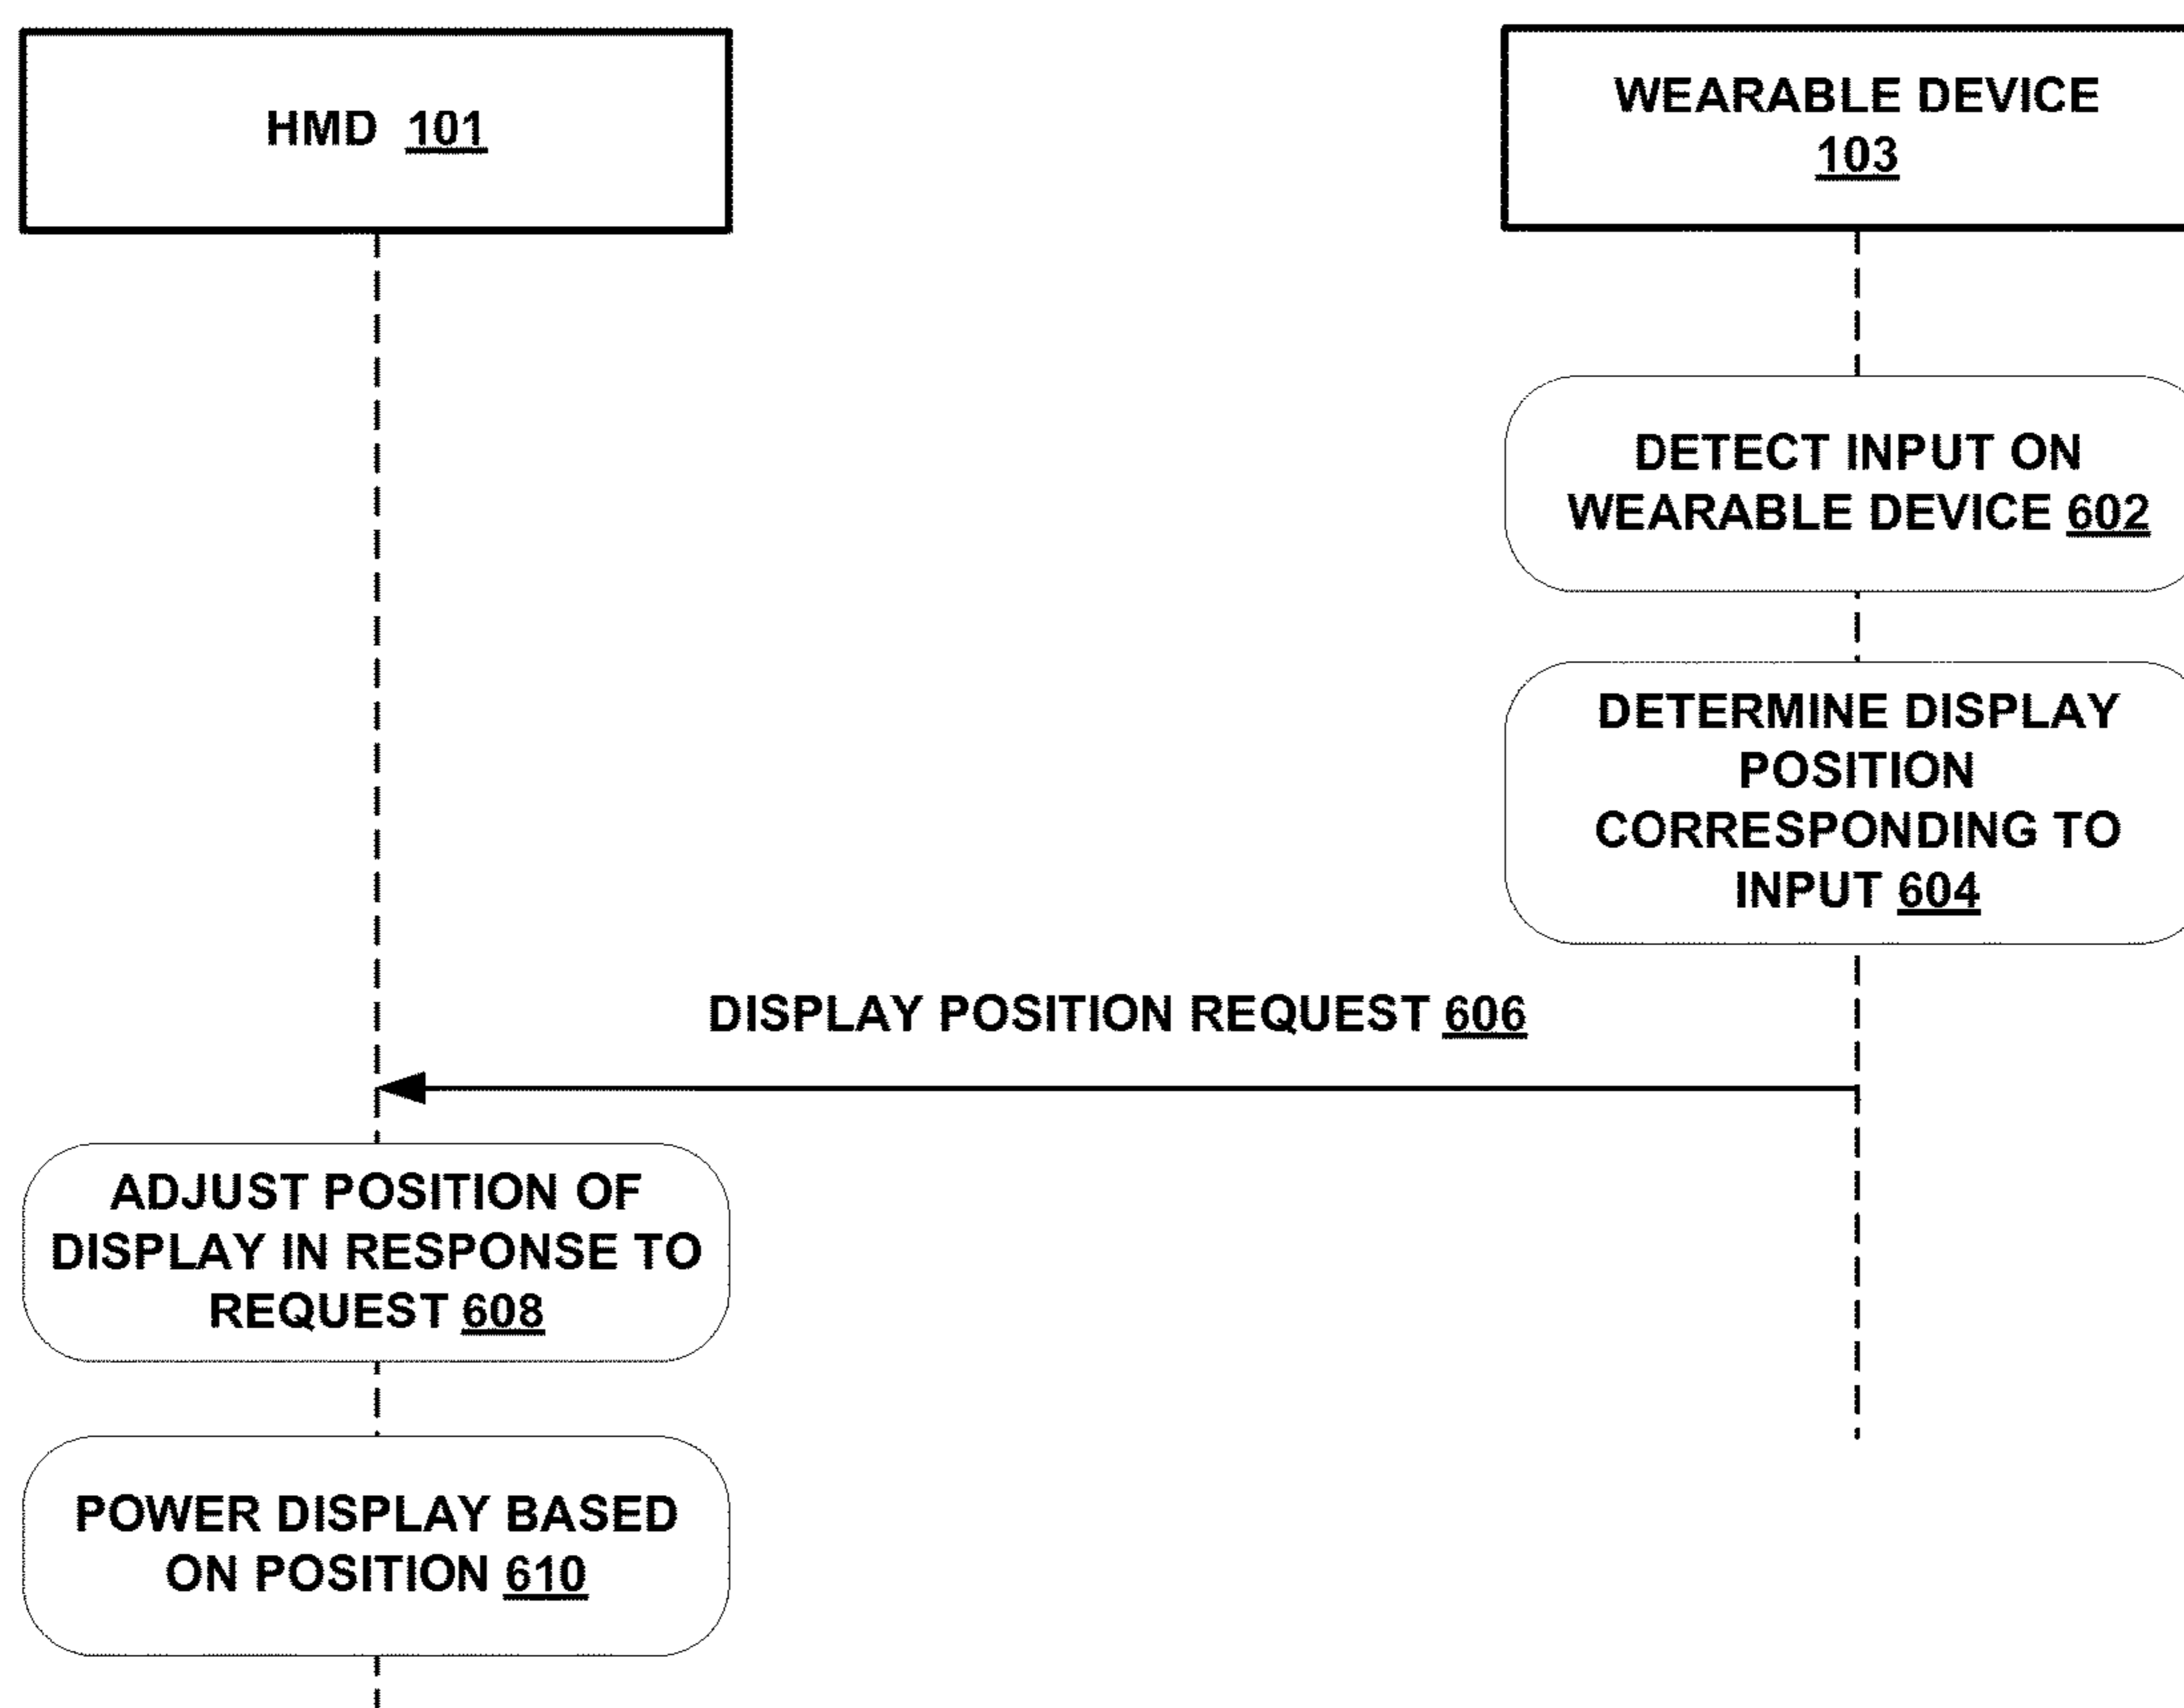 HMD 101
WEARABLE DEVICE
103
DETECT INPUT ON
WEARABLE DEVICE 602
DETERMINE DISPLAY
POSITION
CORRESPONDING TO
INPUT 604
DISPLAY POSITION REQUEST 606
ADJUST POSITION OF
DISPLAY IN RESPONSE TO
REQUEST 608
POWER DISPLAY BASED
ON POSITION 610